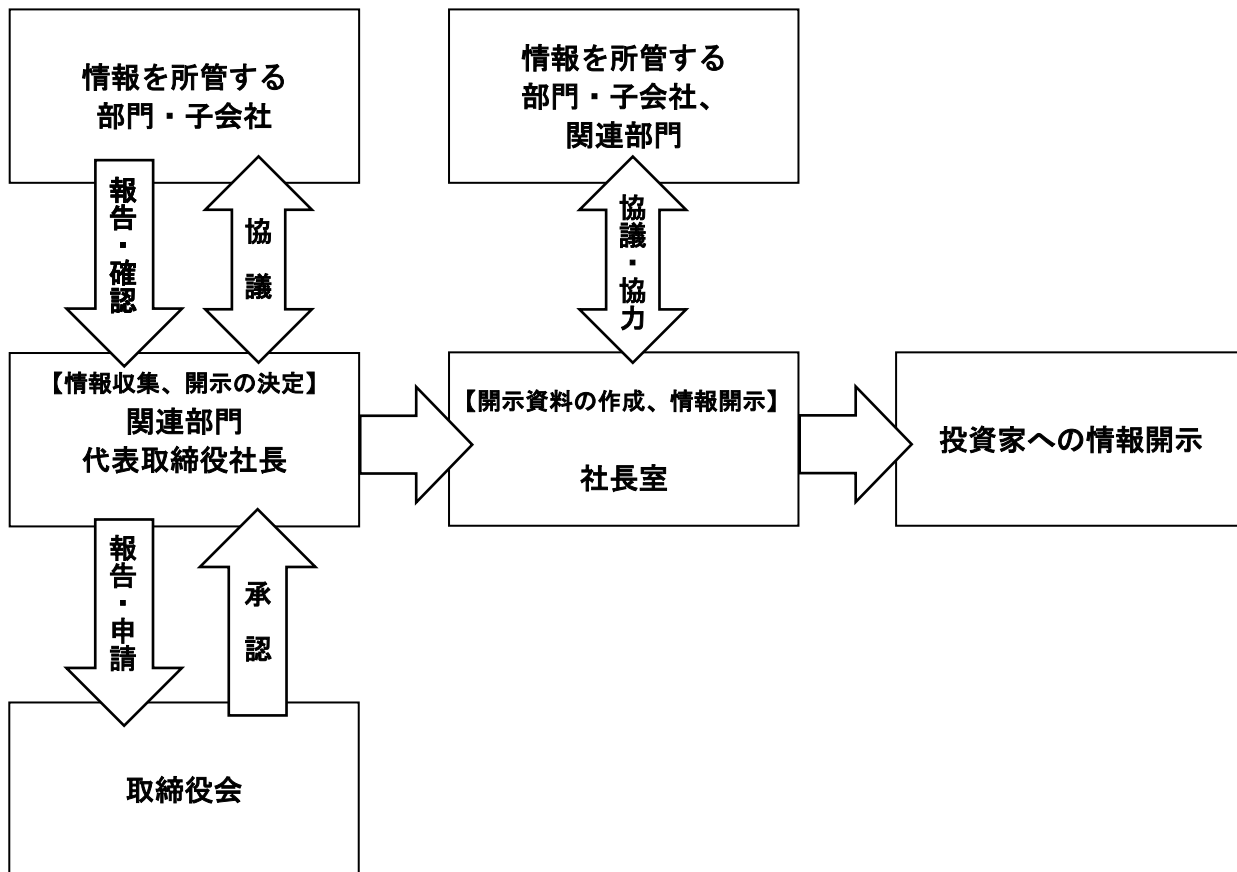 情報を所管する
部門・子会社
情報を所管する
部門・子会社、
関連部門
報告・確認
協議
協議・協力
【情報収集、開示の決定】
関連部門
代表取締役社長
【開示資料の作成、情報開示】
社長室
投資家への情報開示
報告・申請
承認
取締役会